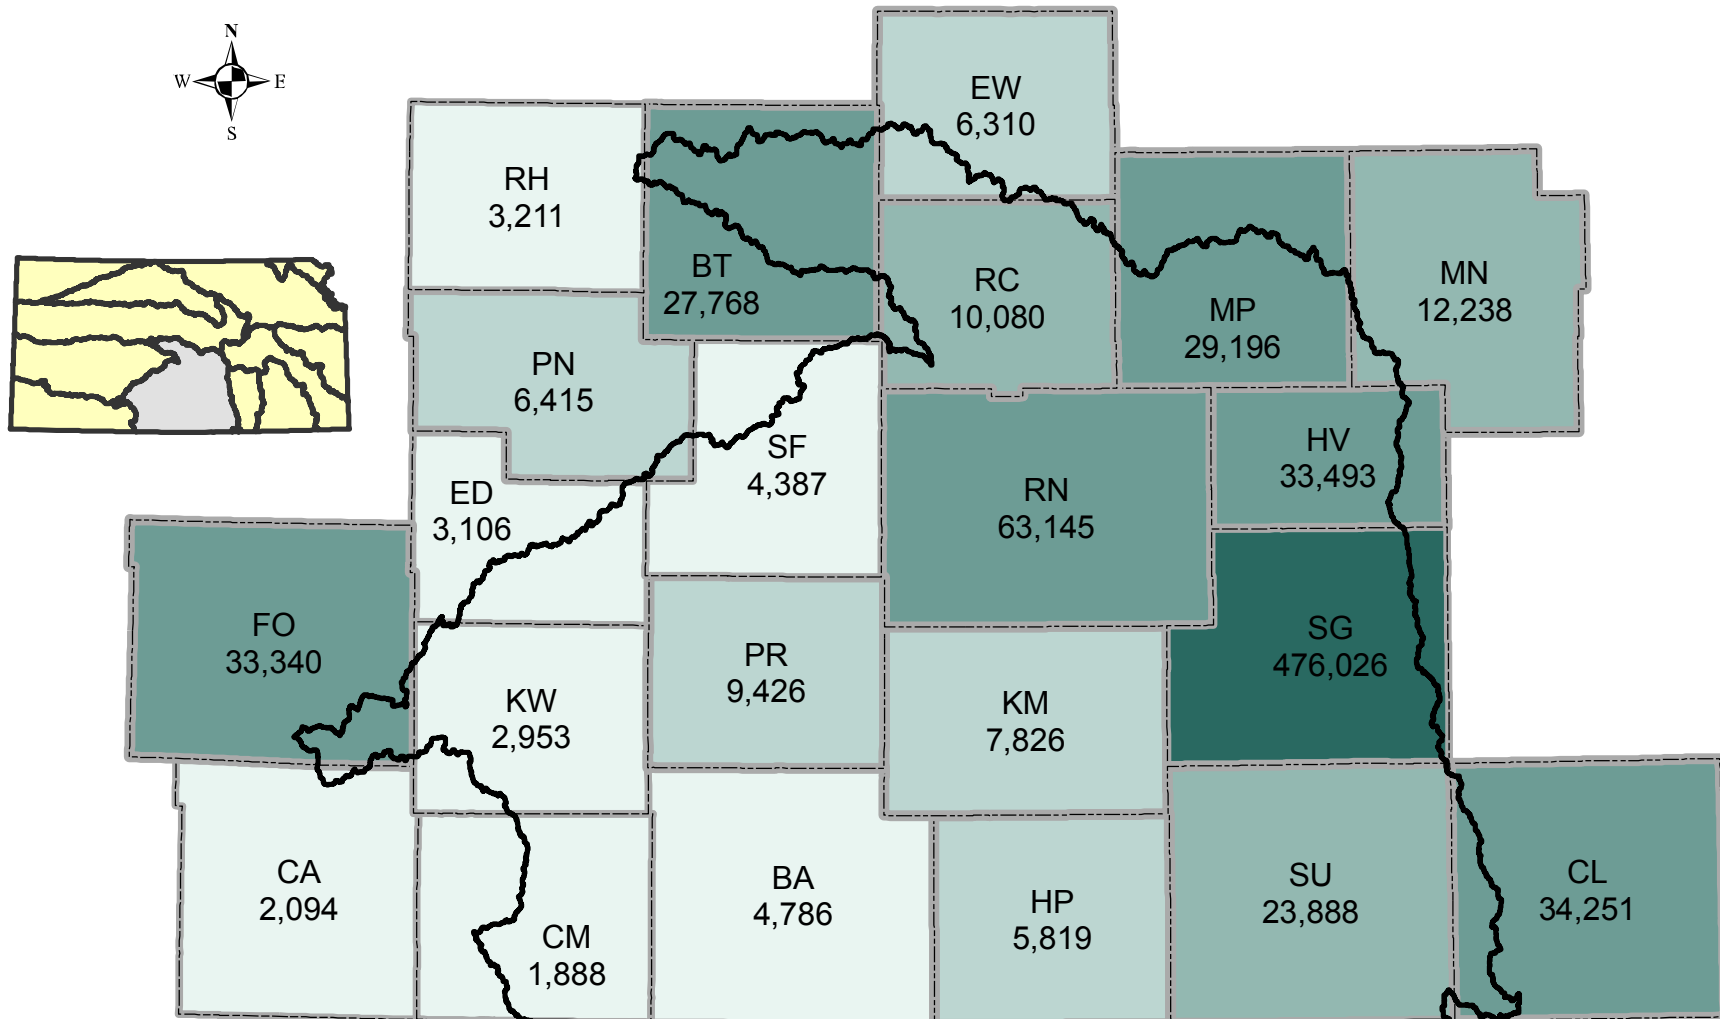 N
W E
S
EW
6,310
RH
3,211
BT
27,768
RC
10,080
MP
29,196
MN
12,238
PN
6,415
SF
4,387
ED
3,106
RN
63,145
HV
33,493
FO
33,340
KW
2,953
PR
9,426
KM
7,826
SG
476,026
CA
2,094
CM
1,888
BA
4,786
HP
5,819
SU
23,888
CL
34,251